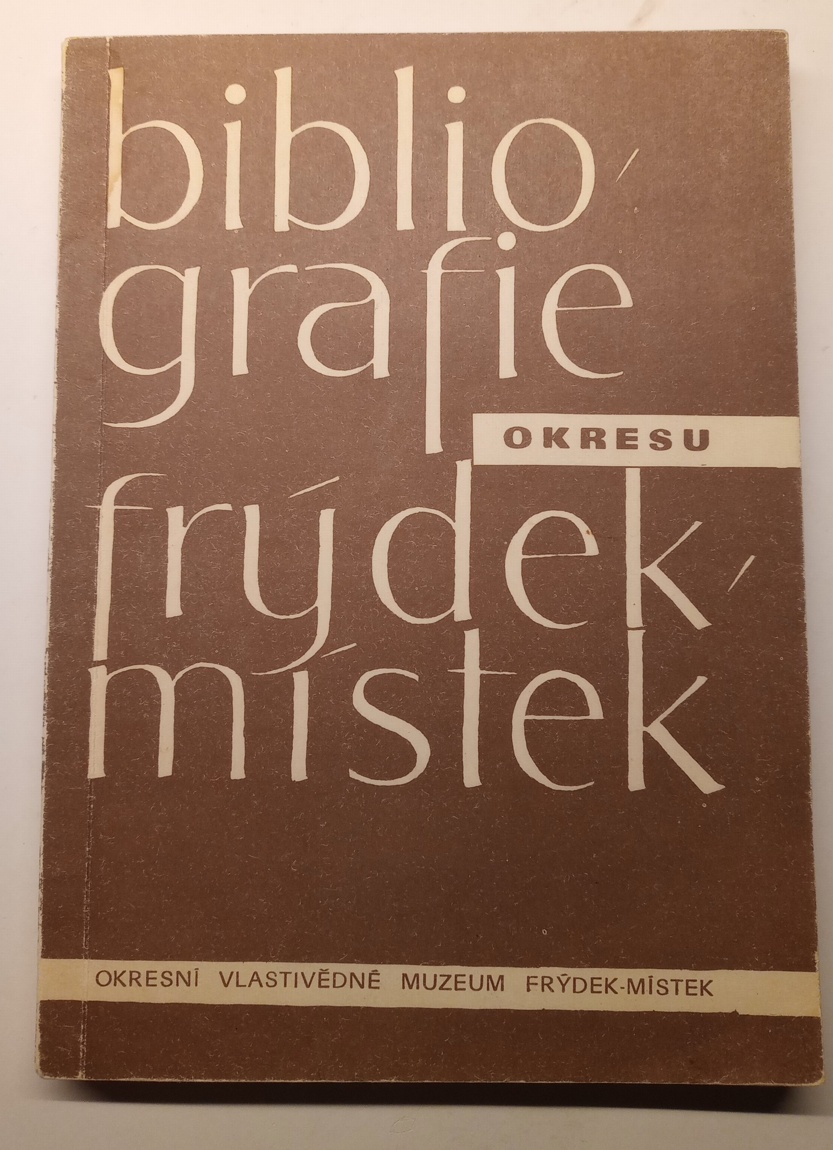 biblio-
grafie
OKRESU
frýdek-
místek
OKRESNÍ VLASTIVĚDNÉ MUZEUM FRÝDEK-MÍSTEK